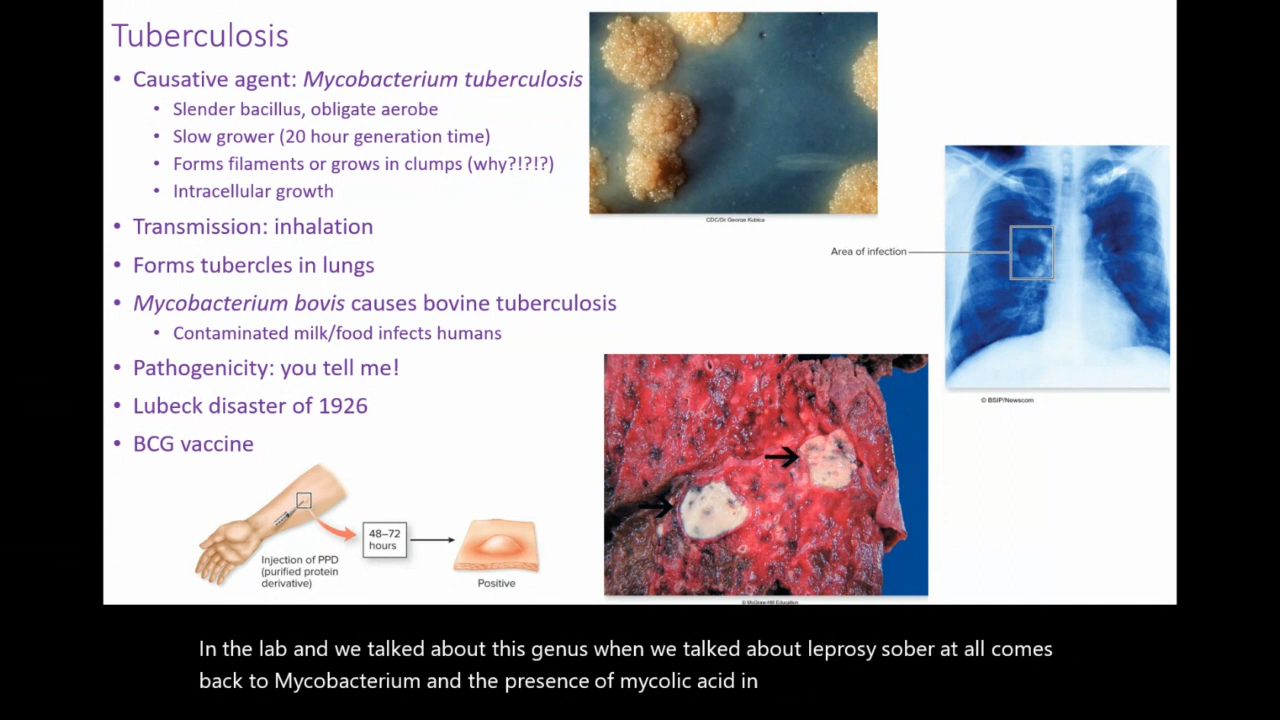 Tuberculosis
• Causative agent: Mycobacterium tuberculosis
• Slender bacillus, obligate aerobe
• Slow grower (20 hour generation time)
• Forms filaments or grows in clumps (why?!?!?)
• Intracellular growth
• Transmission: inhalation
• Forms tubercles in lungs
• Mycobacterium bovis causes bovine tuberculosis
• Contaminated milk/food infects humans
• Pathogenicity: you tell me!
• Lubeck disaster of 1926
• BCG vaccine
Injection of PPD
(purified protein
derivative)
48–72
hours
Positive
CDC/Dr. George Kubica
Area of infection
© BSIP/Newscom
© McGraw-Hill Education
In the lab and we talked about this genus when we talked about leprosy sober at all comes
back to Mycobacterium and the presence of mycolic acid in